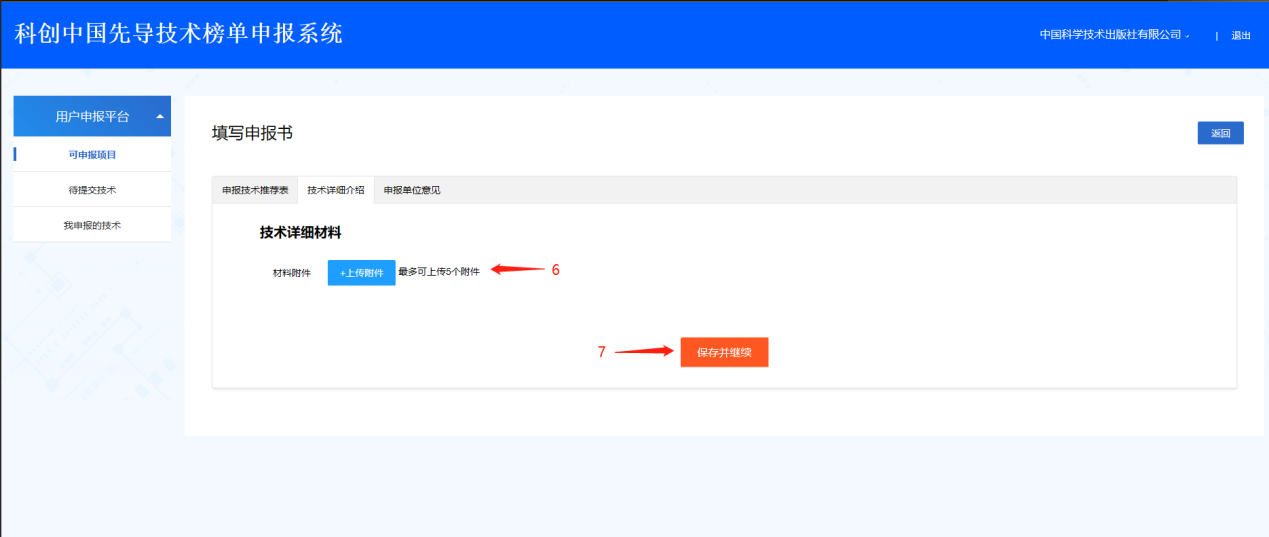 科创中国先导技术榜单申报系统
中国科学技术出版社有限公司
| 退出
用户申报平台
可申报项目
待提交技术
我申报的技术
填写申报书
返回
申报技术推荐表 技术详细介绍 申报单位意见
技术详细材料
材料附件 +上传附件 最多可上传5个附件 6
7 保存并继续